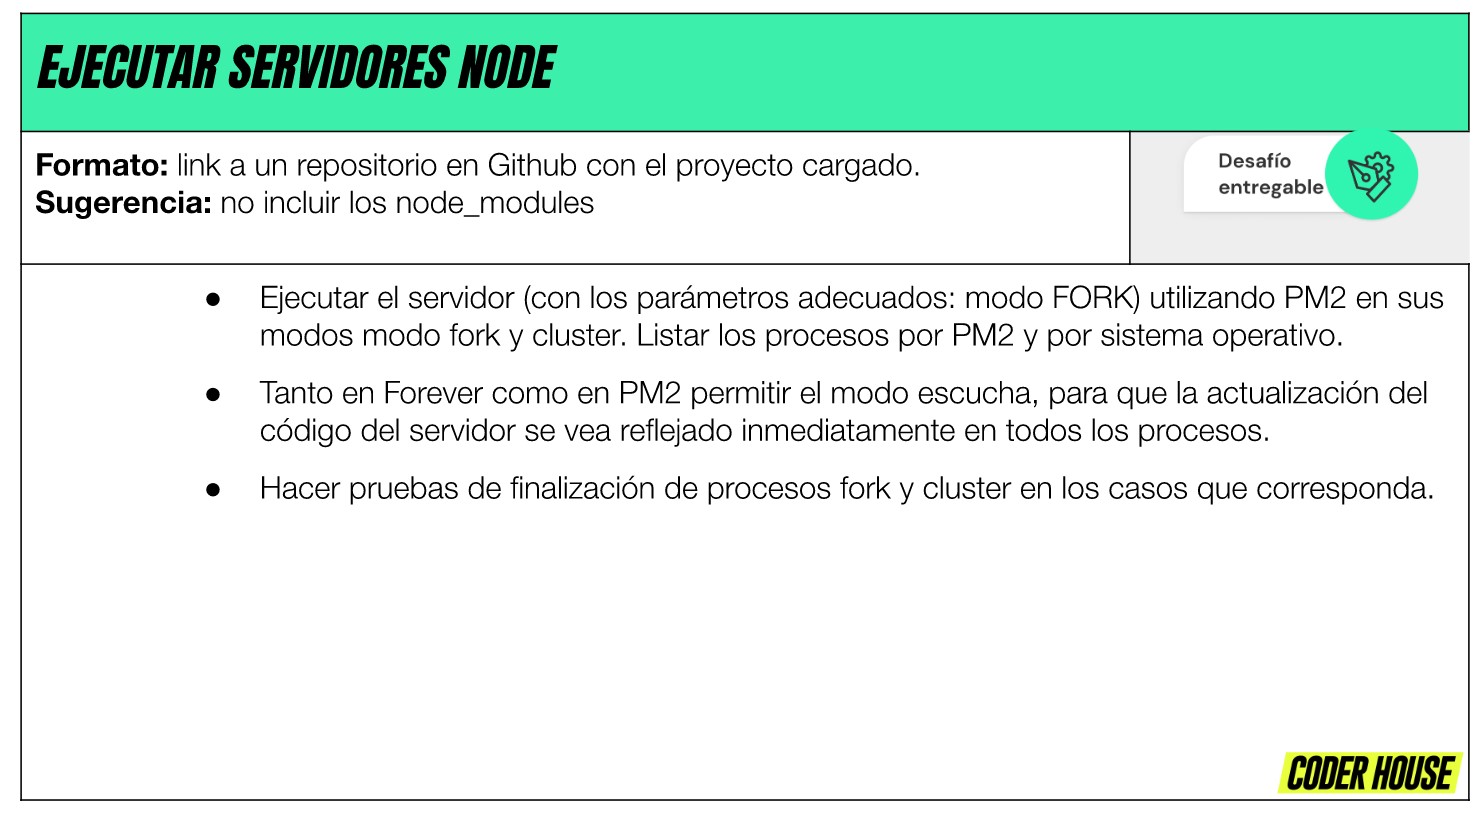 EJECUTAR SERVIDORES NODE
Formato: link a un repositorio en Github con el proyecto cargado.
Sugerencia: no incluir los node_modules
Desafío
entregable
● Ejecutar el servidor (con los parámetros adecuados: modo FORK) utilizando PM2 en sus
modos modo fork y cluster. Listar los procesos por PM2 y por sistema operativo.
● Tanto en Forever como en PM2 permitir el modo escucha, para que la actualización del
código del servidor se vea reflejado inmediatamente en todos los procesos.
● Hacer pruebas de finalización de procesos fork y cluster en los casos que corresponda.
CODER HOUSE